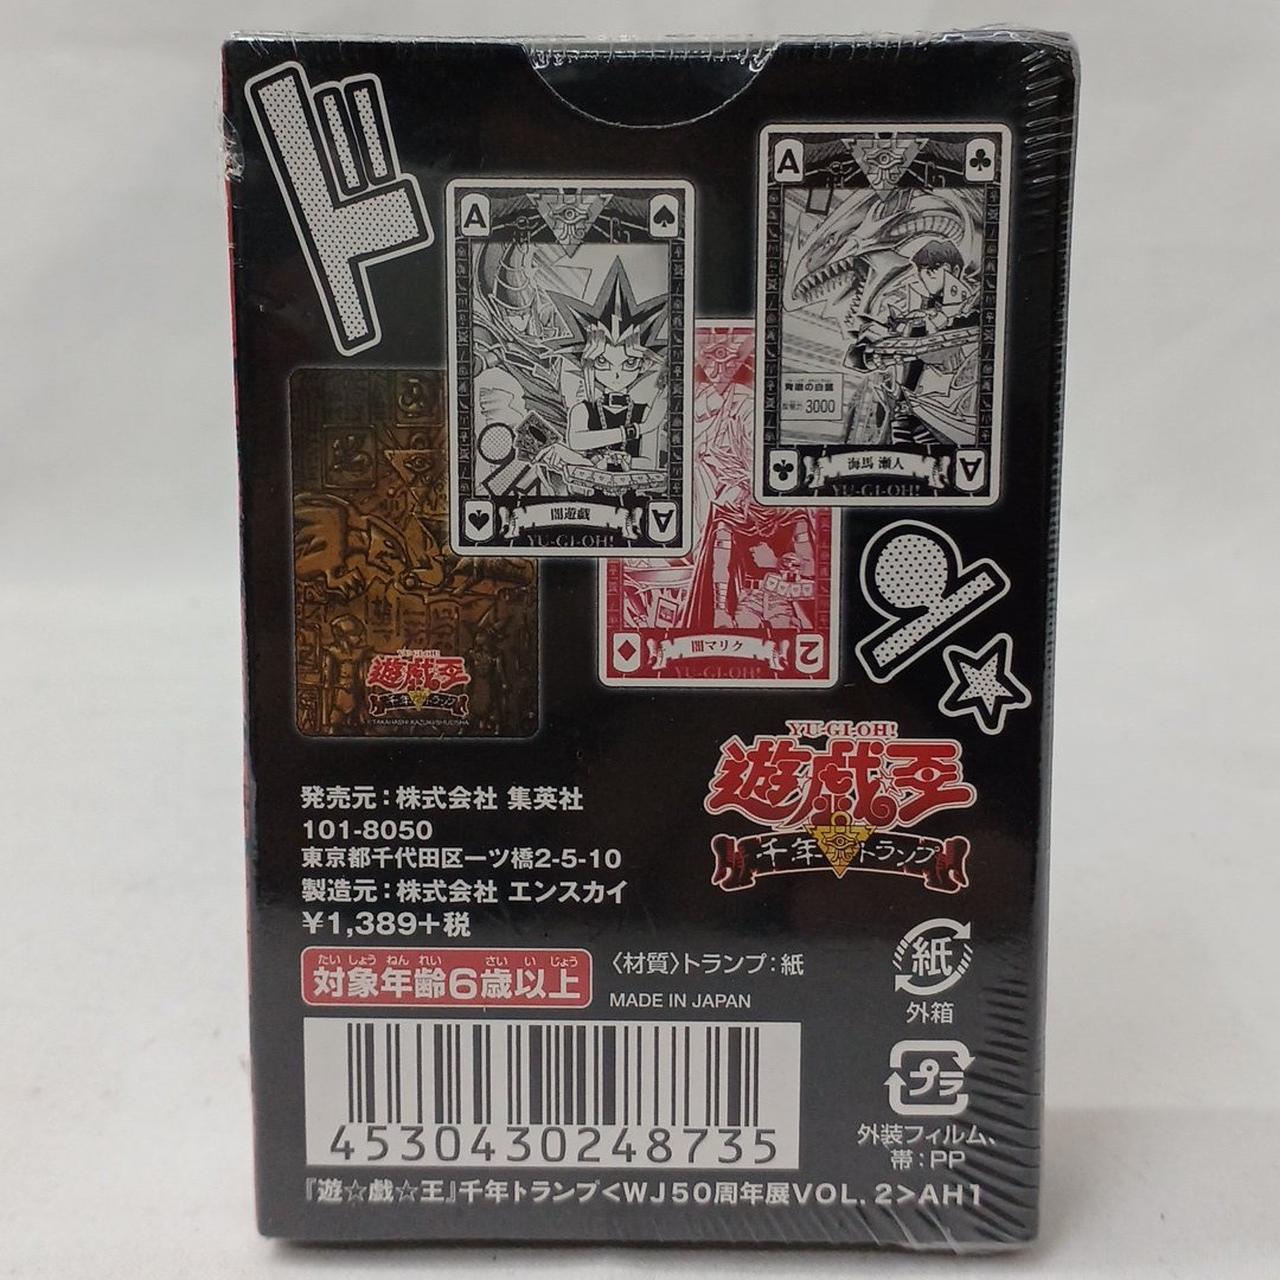 ド
A
A
青眼の白龍
攻撃力 3000
海馬 瀬人
A
YU-GI-OH!
闇遊戯
A
YU-GI-OH!
闇マリク
2
YU-GI-OH!
YU-GI-OH!
遊戯王
千年トランプ
©TAKAHASHI KAZUKI/SHUEISHA
YU-GI-OH!
遊戯王
千年トランプ
発売元：株式会社 集英社
101-8050
東京都千代田区一ツ橋2-5-10
製造元：株式会社 エンスカイ
¥1,389+税
たいしょうねんれい さいいじょう
対象年齢6歳以上
〈材質〉トランプ：紙
MADE IN JAPAN
紙
外箱
プラ
外装フィルム、
帯：PP
4530430248735
『遊☆戯☆王』千年トランプ<WJ50周年展VOL.2>AH1